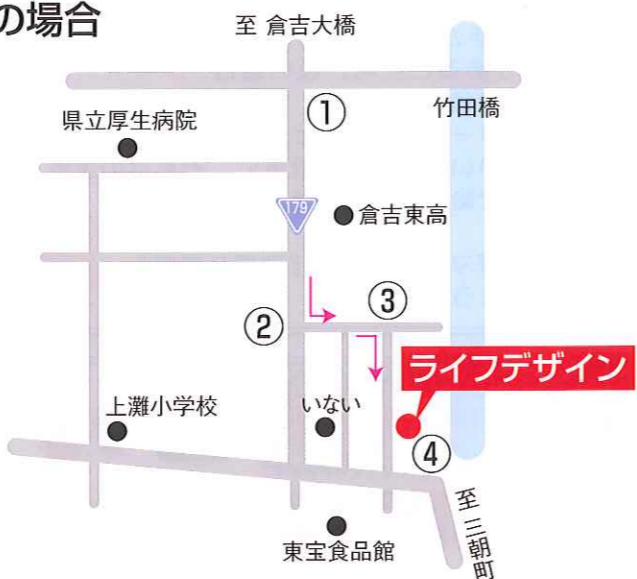 の場合
至 倉吉大橋
①
竹田橋
県立厚生病院
179
倉吉東高
②
③
ライフデザイン
上灘小学校
いない
④
至 三朝町
東宝食品館